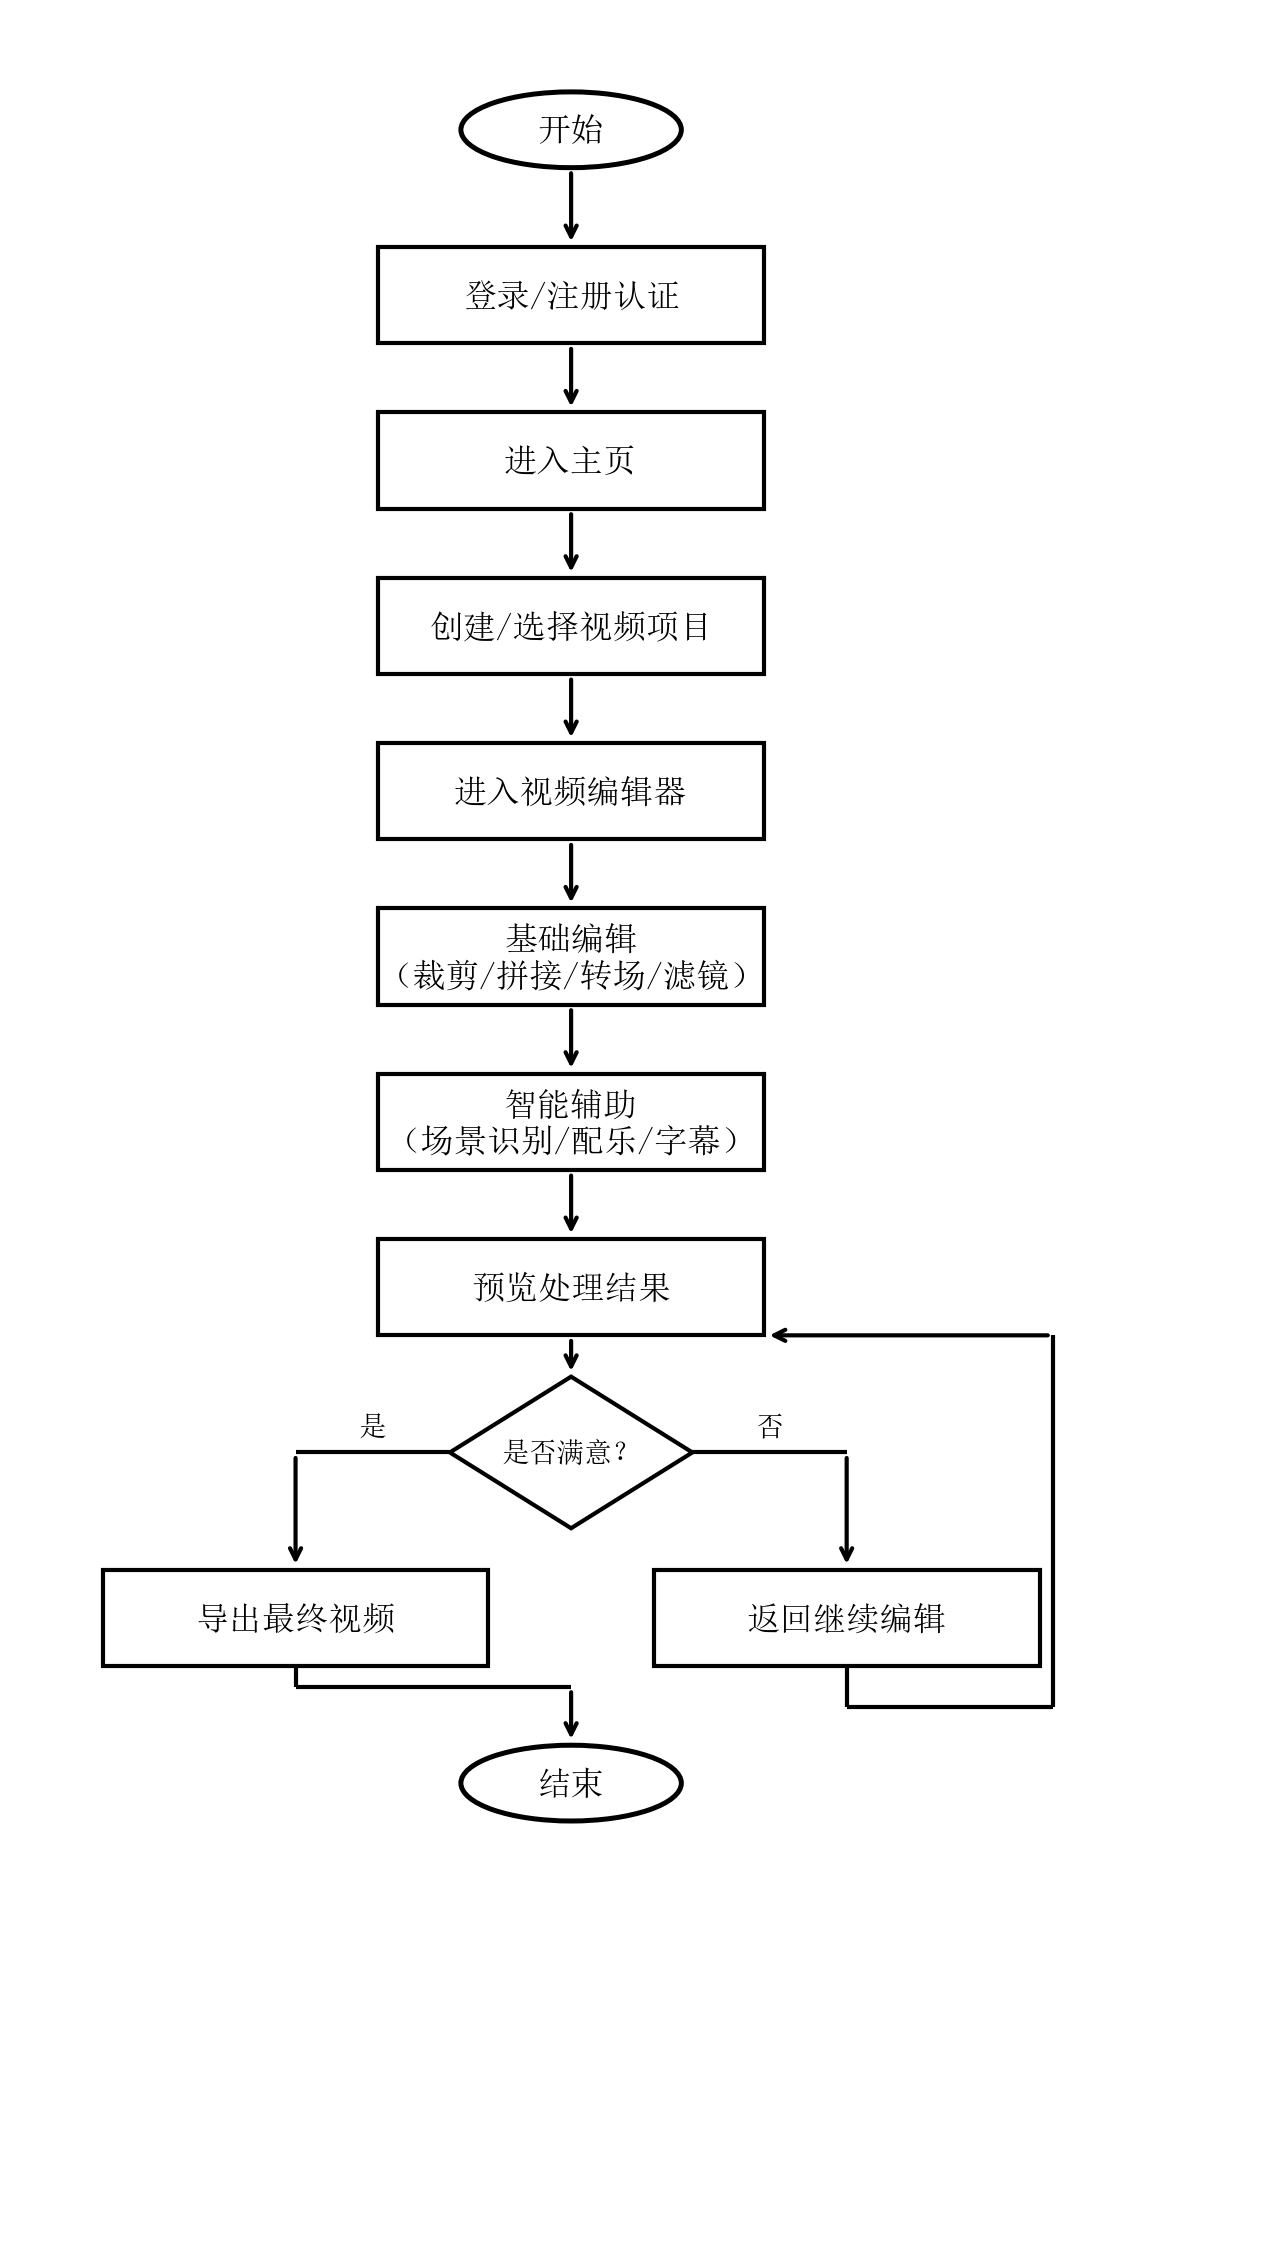 开始
登录/注册认证
进入主页
创建/选择视频项目
进入视频编辑器
基础编辑
（裁剪/拼接/转场/滤镜）
智能辅助
（场景识别/配乐/字幕）
预览处理结果
是
否
是否满意？
导出最终视频
返回继续编辑
结束